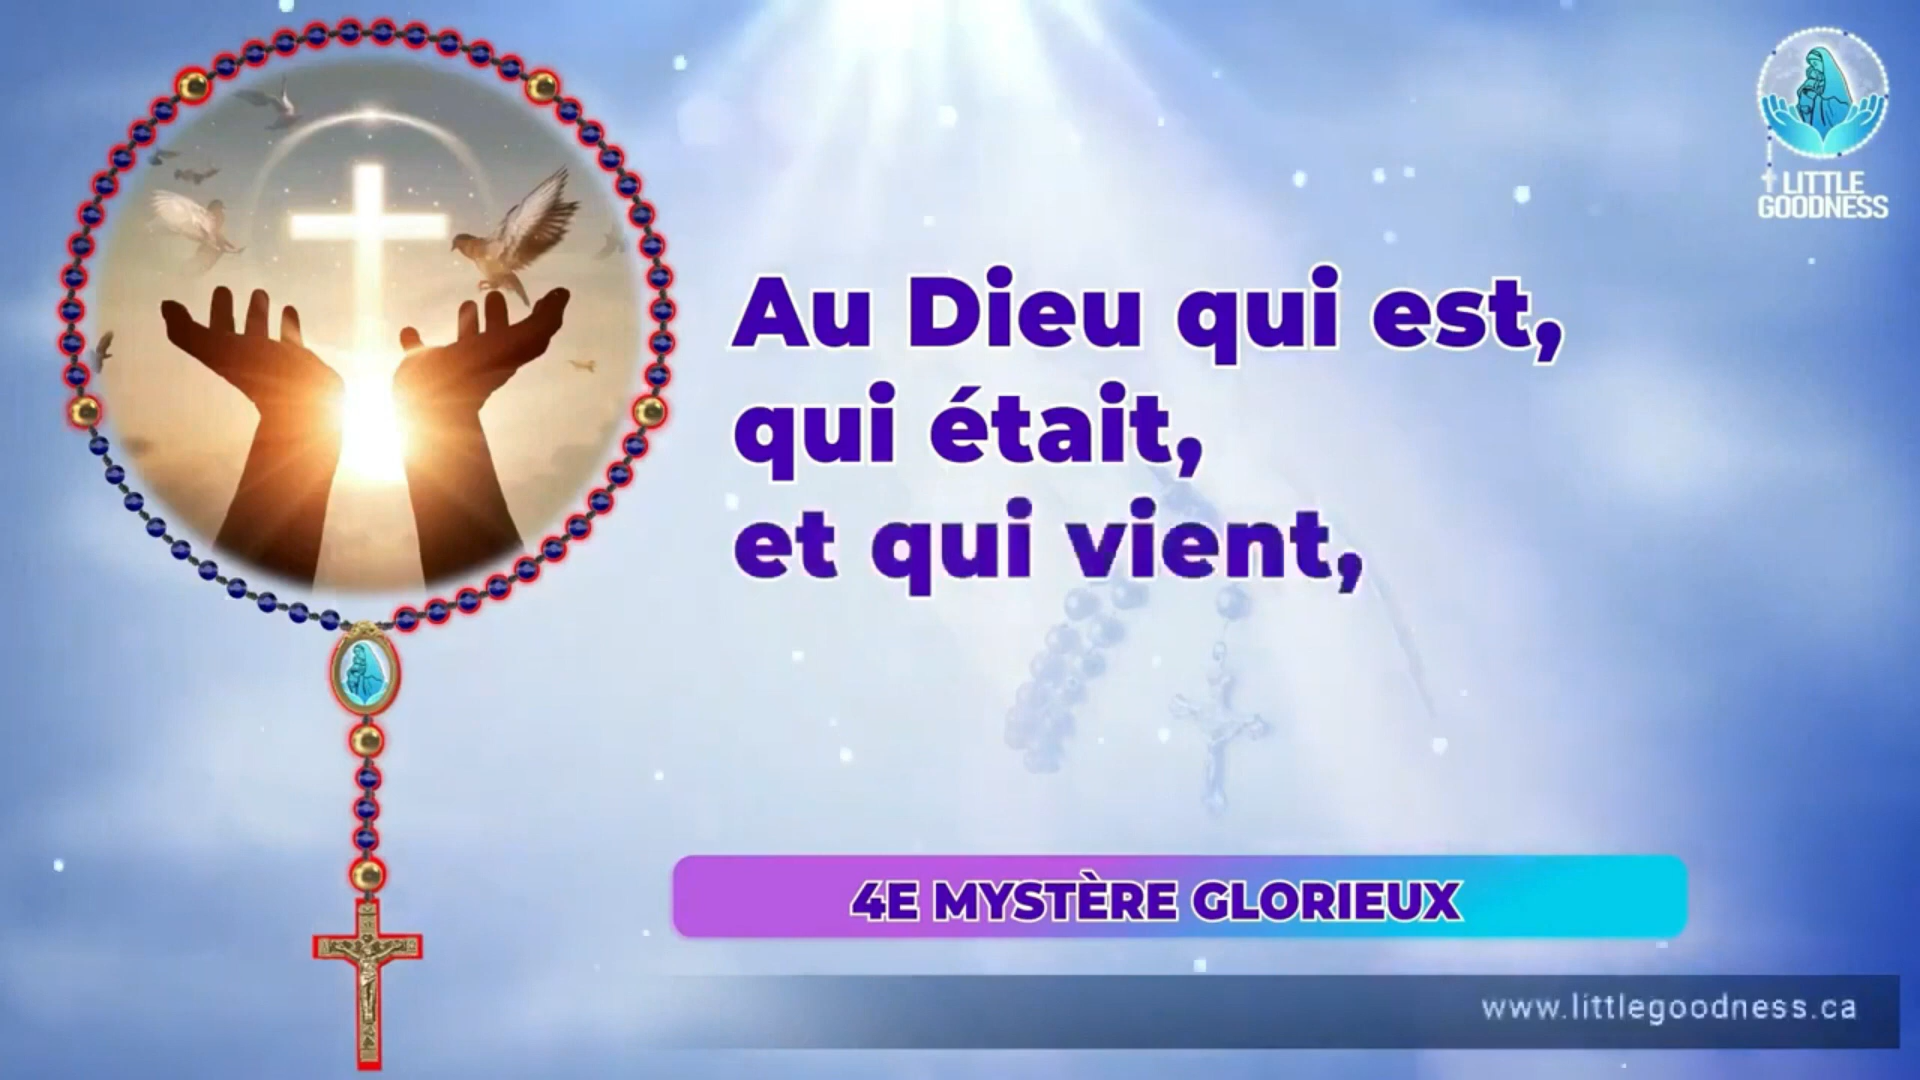 LITTLE
GOODNESS
Au Dieu qui est,
qui était,
et qui vient,
4E MYSTÈRE GLORIEUX
www.littlegoodness.ca